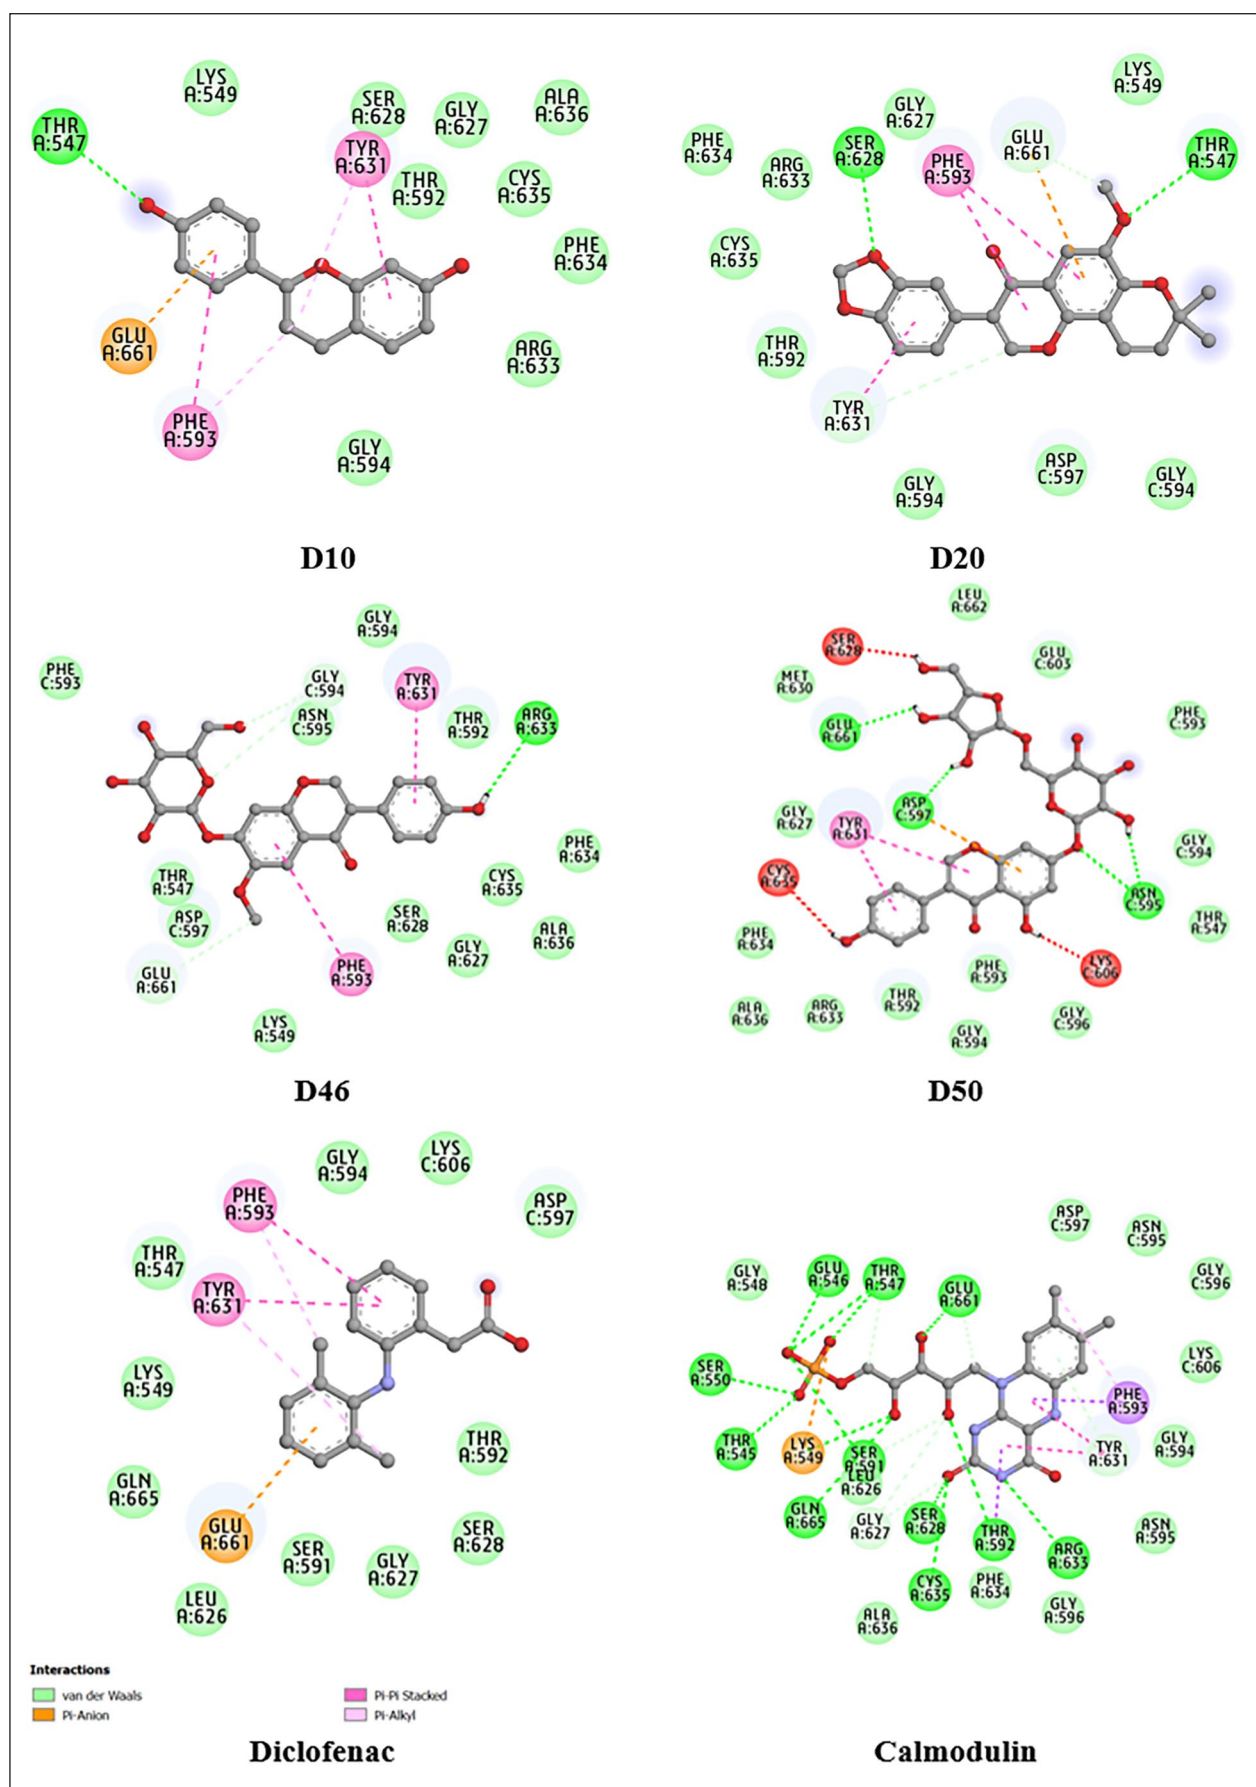 LYS
A:549
SER
A:628
GLY
A:627
ALA
A:636
THR
A:547
TYR
A:631
THR
A:592
CYS
A:635
PHE
A:634
GLU
A:661
ARG
A:633
PHE
A:593
GLY
A:594
D10
LYS
A:549
GLY
A:627
GLU
A:661
PHE
A:634
SER
A:628
THR
A:547
ARG
A:633
PHE
A:593
CYS
A:635
THR
A:592
TYR
A:631
ASP
C:597
GLY
A:594
GLY
C:594
D20
GLY
A:594
PHE
C:593
GLY
C:594
TYR
A:631
ASN
C:595
THR
A:592
ARG
A:633
PHE
A:634
THR
A:547
CYS
A:635
ASP
C:597
SER
A:628
ALA
A:636
GLY
A:627
GLU
A:661
PHE
A:593
LYS
A:549
D46
LEU
A:662
SER
A:628
GLU
C:603
MET
A:630
PHE
C:593
GLU
A:661
ASP
C:597
GLY
A:627
TYR
A:631
GLY
C:594
CYS
A:635
ASN
C:595
THR
A:547
PHE
A:634
LYS
C:606
PHE
A:593
THR
A:592
ALA
A:636
ARG
A:633
GLY
C:596
GLY
A:594
D50
GLY
A:594
LYS
C:606
PHE
A:593
ASP
C:597
THR
A:547
TYR
A:631
LYS
A:549
THR
A:592
GLN
A:665
GLU
A:661
SER
A:628
SER
A:591
GLY
A:627
LEU
A:626
Interactions
van der Waals
Pi-Anion
Pi-Pi Stacked
Pi-Alkyl
Diclofenac
ASP
C:597
ASN
C:595
GLY
A:548
GLU
A:546
THR
A:547
GLU
A:661
GLY
C:596
SER
A:550
LYS
C:606
PHE
A:593
THR
A:545
LYS
A:549
SER
A:591
TYR
A:631
GLY
A:594
LEU
A:626
GLN
A:665
GLY
A:627
SER
A:628
THR
A:592
ASN
A:595
ARG
A:633
CYS
A:635
PHE
A:634
GLY
A:596
ALA
A:636
Calmodulin